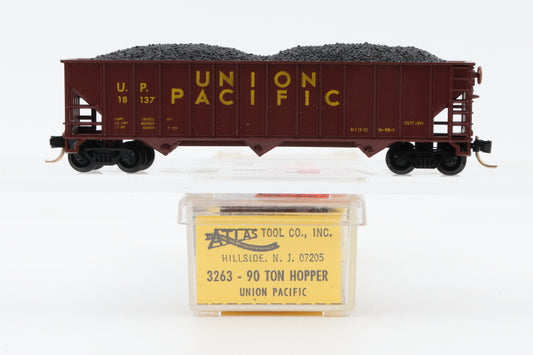 U.P.
18137
UNION
PACIFIC
ATLAS TOOL CO., INC.
HILLSIDE, N. J. 07205
3263 - 90 TON HOPPER
UNION PACIFIC